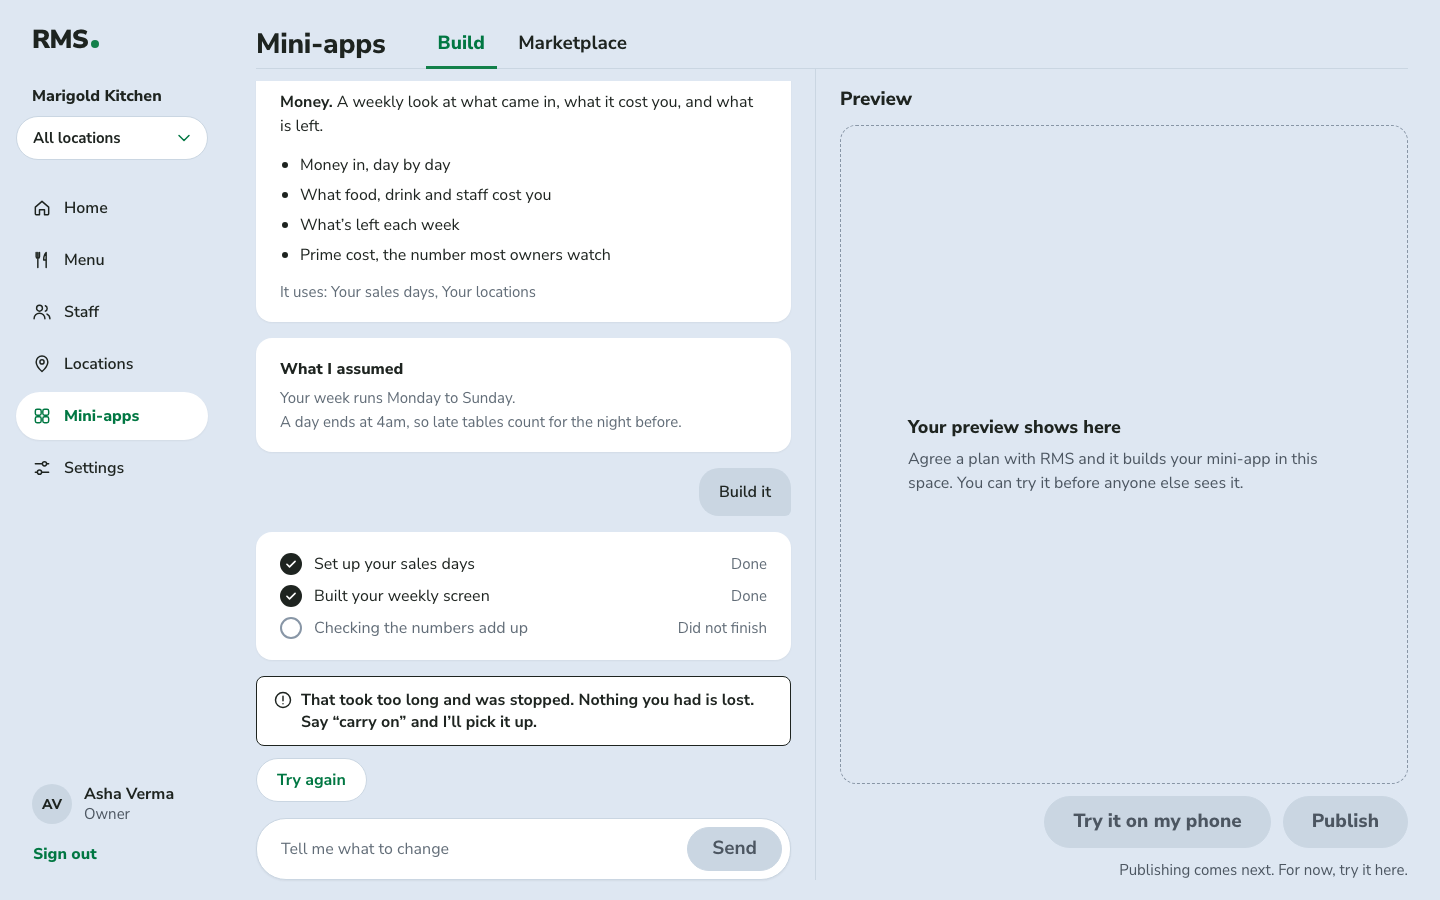 RMS.
Marigold Kitchen
All locations
Home
Menu
Staff
Locations
Mini-apps
Settings
AV
Asha Verma
Owner
Sign out
Mini-apps
Build
Marketplace
Money. A weekly look at what came in, what it cost you, and what
is left.
Money in, day by day
What food, drink and staff cost you
What’s left each week
Prime cost, the number most owners watch
It uses: Your sales days, Your locations
What I assumed
Your week runs Monday to Sunday.
A day ends at 4am, so late tables count for the night before.
Build it
Set up your sales days Done
Built your weekly screen Done
Checking the numbers add up Did not finish
That took too long and was stopped. Nothing you had is lost.
Say “carry on” and I’ll pick it up.
Try again
Tell me what to change
Send
Preview
Your preview shows here
Agree a plan with RMS and it builds your mini-app in this
space. You can try it before anyone else sees it.
Try it on my phone
Publish
Publishing comes next. For now, try it here.